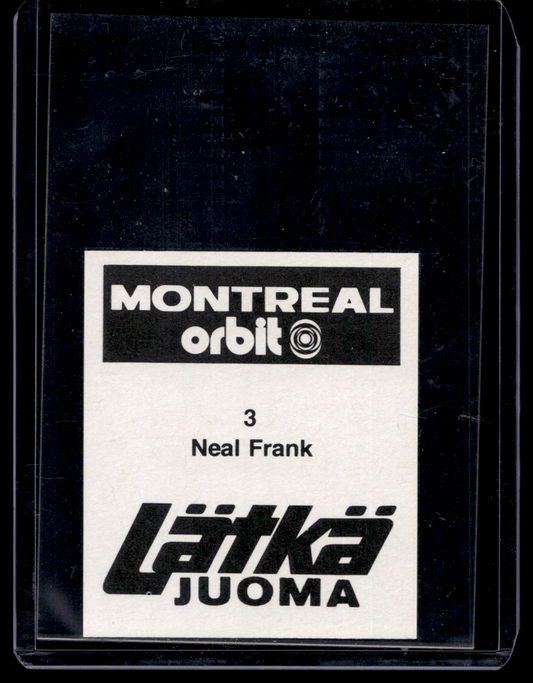 MONTREAL
orbit
3
Neal Frank
Lätkä
JUOMA